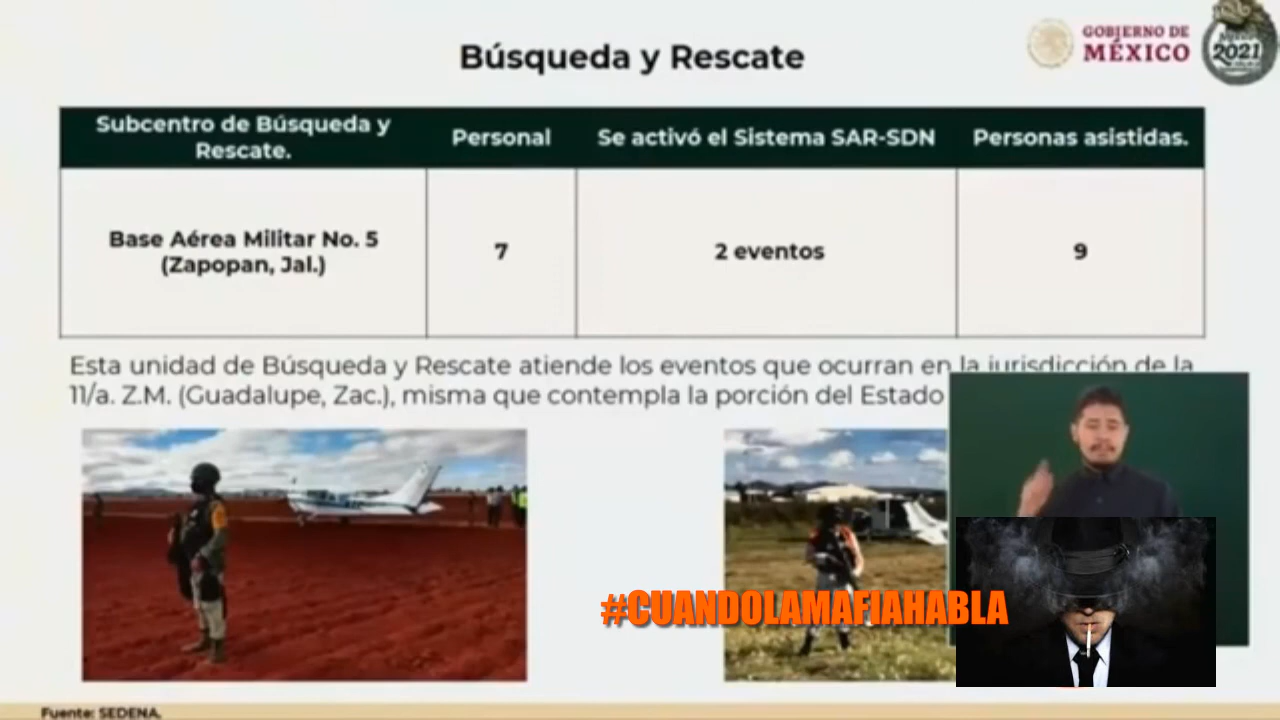 Búsqueda y Rescate
GOBIERNO DE
MÉXICO
2021
Subcentro de Búsqueda y
Rescate.
Personal
Se activó el Sistema SAR-SDN
Personas asistidas.
Base Aérea Militar No. 5
(Zapopan, Jal.)
7
2 eventos
9
Esta unidad de Búsqueda y Rescate atiende los eventos que ocurran en la jurisdicción de la
11/a. Z.M. (Guadalupe, Zac.), misma que contempla la porción del Estado
#CUANDOLAMAFIAHABLA
Fuente: SEDENA.